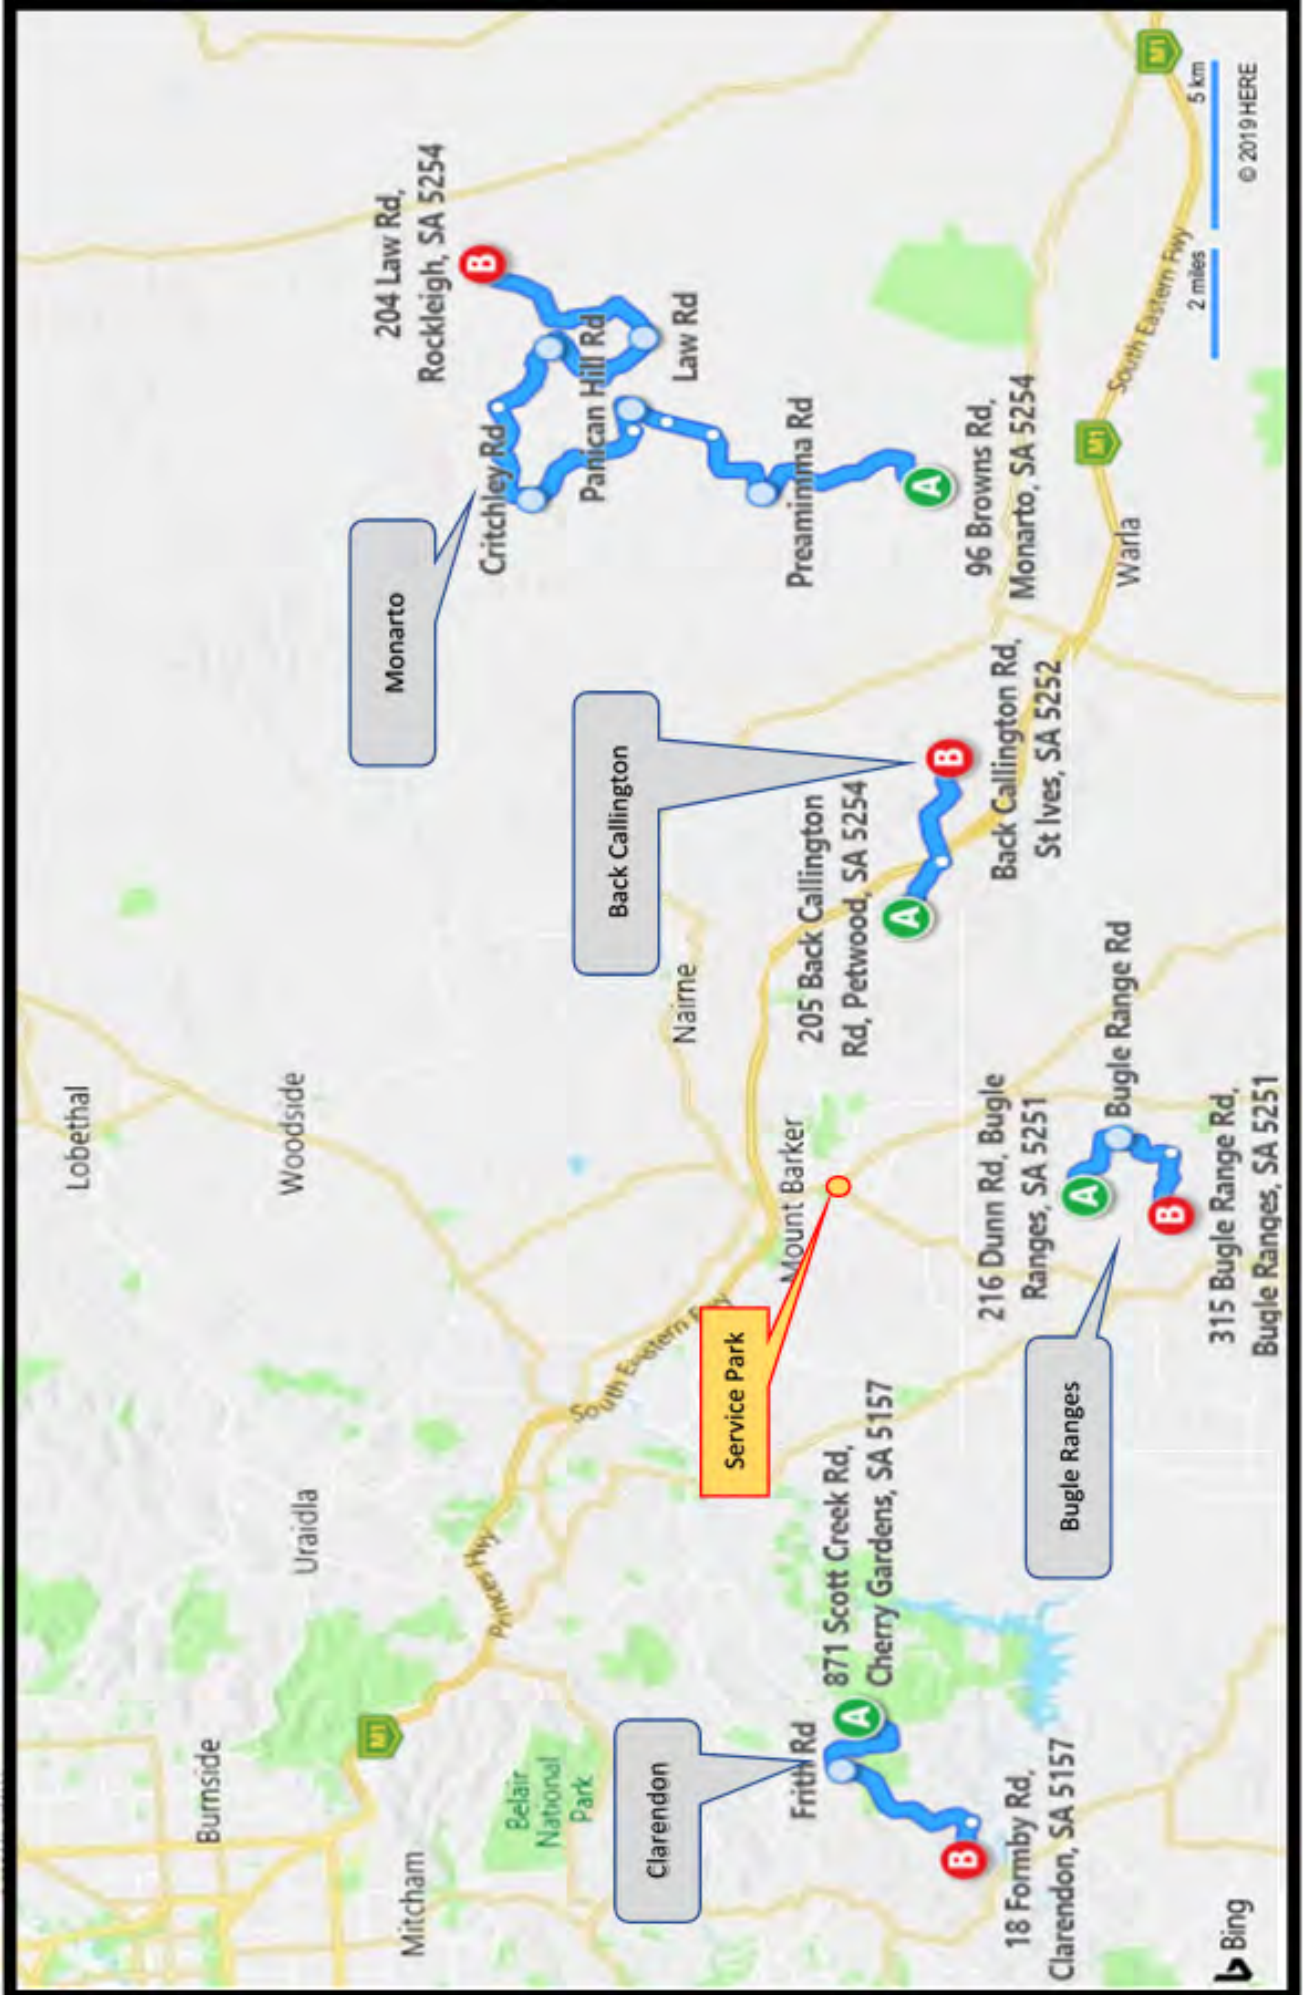 Lobethal
Woodside
Uraidla
Burnside
Mitcham
M1
Princes Hwy
South Eastern Fwy
Belair
National
Park
Nairne
Mount Barker
Service Park
Monarto
204 Law Rd,
Rockleigh, SA 5254
Critchley Rd
Panican Hill Rd
Law Rd
Preamimma Rd
B
A
96 Browns Rd,
Monarto, SA 5254
Back Callington
205 Back Callington
Rd, Petwood, SA 5254
A
B
Back Callington Rd,
St Ives, SA 5252
Clarendon
Frith Rd
871 Scott Creek Rd,
Cherry Gardens, SA 5157
A
B
18 Formby Rd,
Clarendon, SA 5157
Bugle Ranges
216 Dunn Rd, Bugle
Ranges, SA 5251
A
Bugle Range Rd
B
315 Bugle Range Rd,
Bugle Ranges, SA 5251
Warla
M1
South Eastern Fwy
M1
2 miles
5 km
© 2019 HERE
Bing